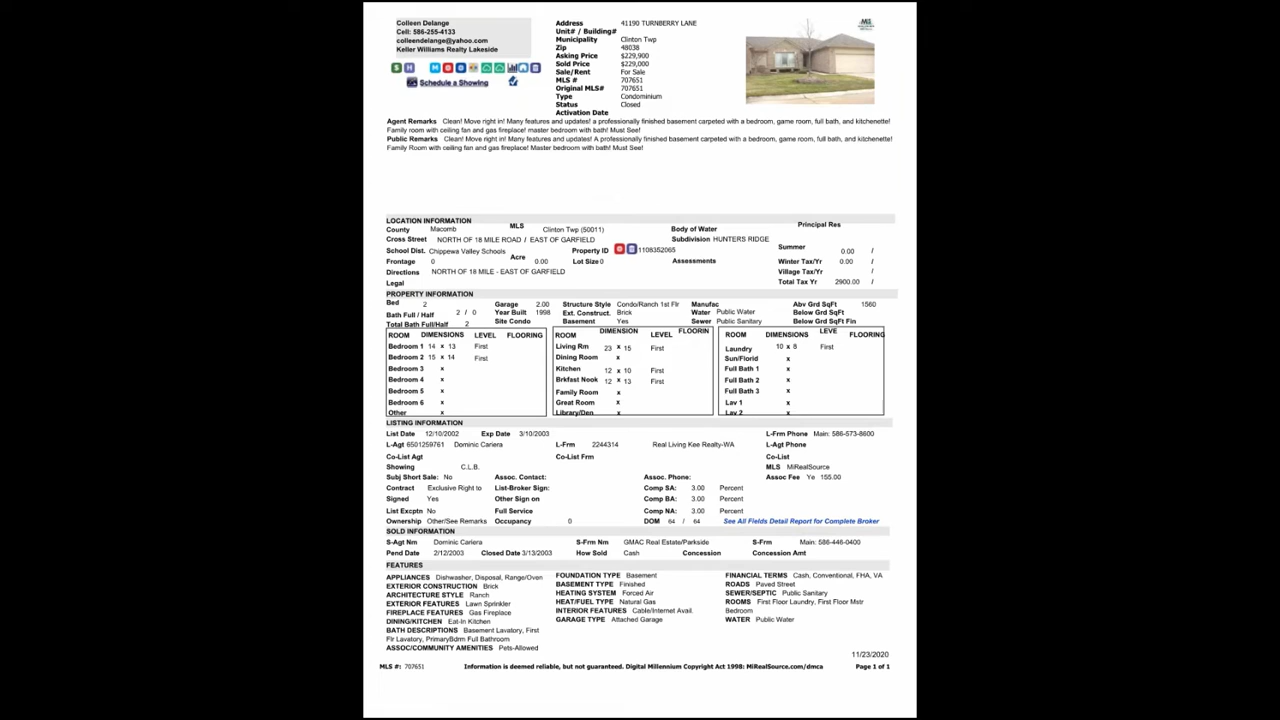 Colleen Delange
Cell: 586-255-4133
colleendelange@yahoo.com
Keller Williams Realty Lakeside
Schedule a Showing
Address 41190 TURNBERRY LANE
Unit# / Building#
Municipality Clinton Twp
Zip 48038
Asking Price $229,900
Sold Price $229,000
Sale/Rent For Sale
MLS # 707651
Original MLS# 707651
Type Condominium
Status Closed
Activation Date
Agent Remarks Clean! Move right in! Many features and updates! a professionally finished basement carpeted with a bedroom, game room, full bath, and kitchenette!
Family room with ceiling fan and gas fireplace! master bedroom with bath! Must See!
Public Remarks Clean! Move right in! Many features and updates! A professionally finished basement carpeted with a bedroom, game room, full bath, and kitchenette!
Family Room with ceiling fan and gas fireplace! Master bedroom with bath! Must See!
LOCATION INFORMATION
County Macomb MLS Clinton Twp (50011) Body of Water Principal Res
Cross Street NORTH OF 18 MILE ROAD / EAST OF GARFIELD Subdivision HUNTERS RIDGE
School Dist. Chippewa Valley Schools Property ID 1108352065 Summer 0.00 /
Frontage 0 Acre 0.00 Lot Size 0 Assessments Winter Tax/Yr 0.00 /
Directions NORTH OF 18 MILE - EAST OF GARFIELD Village Tax/Yr /
Legal Total Tax Yr 2900.00 /
PROPERTY INFORMATION
Bed 2 Garage 2.00 Structure Style Condo/Ranch 1st Flr Manufac Abv Grd SqFt 1560
Bath Full / Half 2 / 0 Year Built 1998 Ext. Construct. Brick Water Public Water Below Grd SqFt
Total Bath Full/Half 2 Site Condo Basement Yes Sewer Public Sanitary Below Grd SqFt Fin
ROOM DIMENSIONS LEVEL FLOORING ROOM DIMENSION LEVEL FLOORIN ROOM DIMENSIONS LEVE FLOORING
Bedroom 1 14 x 13 First Living Rm 23 x 15 First Laundry 10 x 8 First
Bedroom 2 15 x 14 First Dining Room x Sun/Florid x
Bedroom 3 x Kitchen 12 x 10 First Full Bath 1 x
Bedroom 4 x Brkfast Nook 12 x 13 First Full Bath 2 x
Bedroom 5 x Family Room x Full Bath 3 x
Bedroom 6 x Great Room x Lav 1 x
Other x Library/Den x Lav 2 x
LISTING INFORMATION
List Date 12/10/2002 Exp Date 3/10/2003 L-Frm Phone Main: 586-573-8600
L-Agt 6501259761 Dominic Cariera L-Frm 2244314 Real Living Kee Realty-WA L-Agt Phone
Co-List Agt Co-List Frm Co-List
Showing C.L.B. MLS MiRealSource
Subj Short Sale: No Assoc. Contact: Assoc. Phone: Assoc Fee Ye 155.00
Contract Exclusive Right to List-Broker Sign: Comp SA: 3.00 Percent
Signed Yes Other Sign on Comp BA: 3.00 Percent
List Exceptn No Full Service Comp NA: 3.00 Percent
Ownership Other/See Remarks Occupancy 0 DOM 64 / 64 See All Fields Detail Report for Complete Broker
SOLD INFORMATION
S-Agt Nm Dominic Cariera S-Frm Nm GMAC Real Estate/Parkside S-Frm Main: 586-446-0400
Pend Date 2/12/2003 Closed Date 3/13/2003 How Sold Cash Concession Concession Amt
FEATURES
APPLIANCES Dishwasher, Disposal, Range/Oven
EXTERIOR CONSTRUCTION Brick
ARCHITECTURE STYLE Ranch
EXTERIOR FEATURES Lawn Sprinkler
FIREPLACE FEATURES Gas Fireplace
DINING/KITCHEN Eat-In Kitchen
BATH DESCRIPTIONS Basement Lavatory, First
Flr Lavatory, PrimaryBdrm Full Bathroom
ASSOC/COMMUNITY AMENITIES Pets-Allowed
FOUNDATION TYPE Basement
BASEMENT TYPE Finished
HEATING SYSTEM Forced Air
HEAT/FUEL TYPE Natural Gas
INTERIOR FEATURES Cable/Internet Avail.
GARAGE TYPE Attached Garage
FINANCIAL TERMS Cash, Conventional, FHA, VA
ROADS Paved Street
SEWER/SEPTIC Public Sanitary
ROOMS First Floor Laundry, First Floor Mstr
Bedroom
WATER Public Water
11/23/2020
MLS #: 707651 Information is deemed reliable, but not guaranteed. Digital Millennium Copyright Act 1998: MiRealSource.com/dmca Page 1 of 1